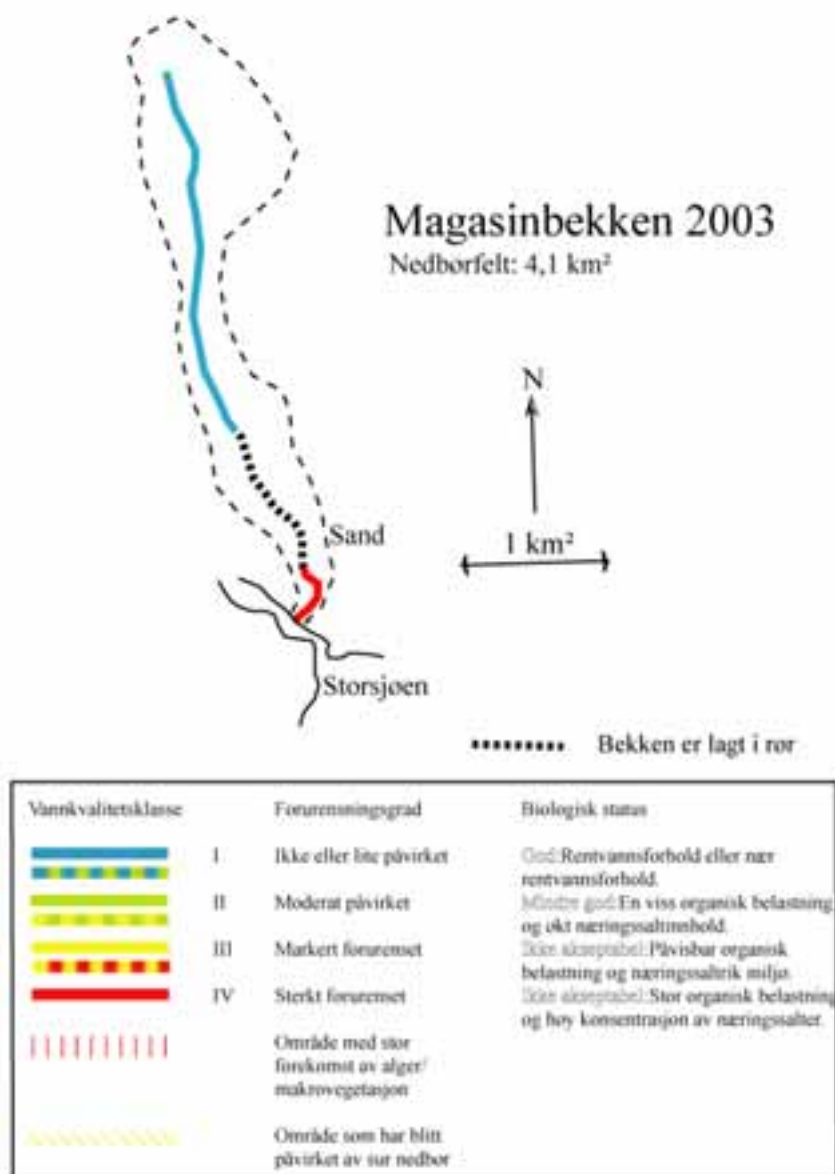 Magasinbekken 2003
Nedbørfelt: 4,1 km²
N
1 km²
Sand
Storsjøen
Bekken er lagt i rør
Vannkvalitetsklasse
Forurensningsgrad
Biologisk status
I
Ikke eller lite påvirket
God:Rentvannsforhold eller nær
rentvannsforhold.
II
Moderat påvirket
Mindre god:En viss organisk belastning
og økt næringssaltinnhold.
III
Markert forurenset
Ikke akseptabel:Påvisbar organisk
belastning og næringssaltrik miljø.
IV
Sterkt forurenset
Ikke akseptabel:Stor organisk belastning
og høy konsentrasjon av næringssalter.
Område med stor
forekomst av alger/
makrovegetasjon
Område som har blitt
påvirket av sur nedbør